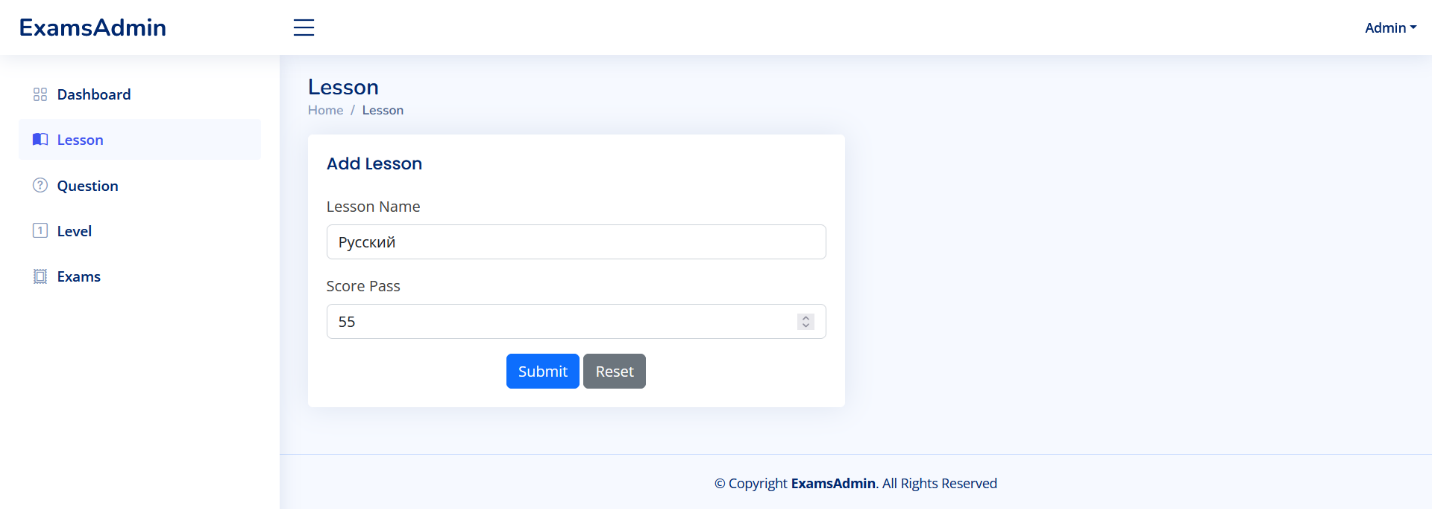 ExamsAdmin
Admin
Dashboard
Lesson
Question
1 Level
Exams
Lesson
Home / Lesson
Add Lesson
Lesson Name
Русский
Score Pass
55
Submit Reset
© Copyright ExamsAdmin. All Rights Reserved